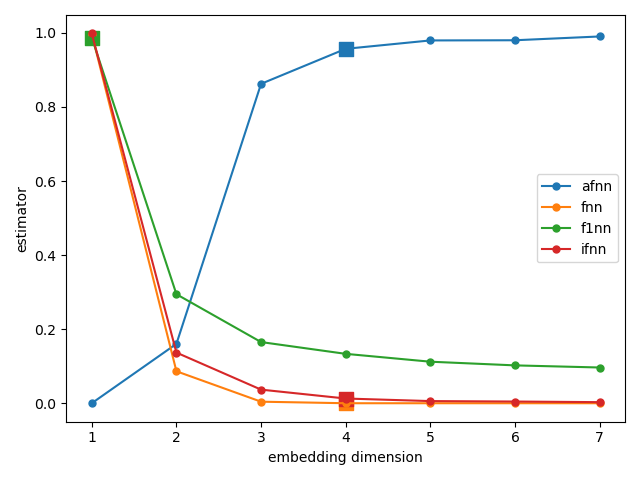 1.0
0.8
0.6
0.4
0.2
0.0
estimator
afnn
fnn
f1nn
ifnn
1 2 3 4 5 6 7
embedding dimension